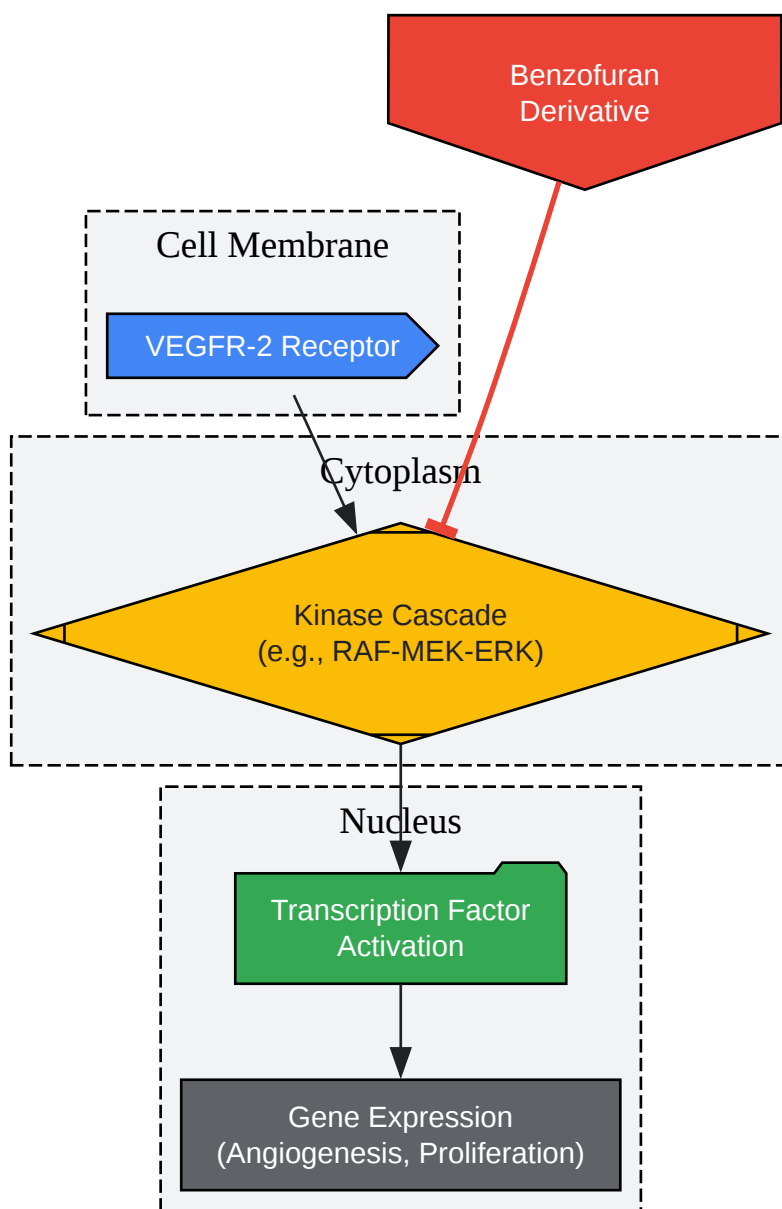 Benzofuran
Derivative
Cell Membrane
VEGFR-2 Receptor
Cytoplasm
Kinase Cascade
(e.g., RAF-MEK-ERK)
Nucleus
Transcription Factor
Activation
Gene Expression
(Angiogenesis, Proliferation)